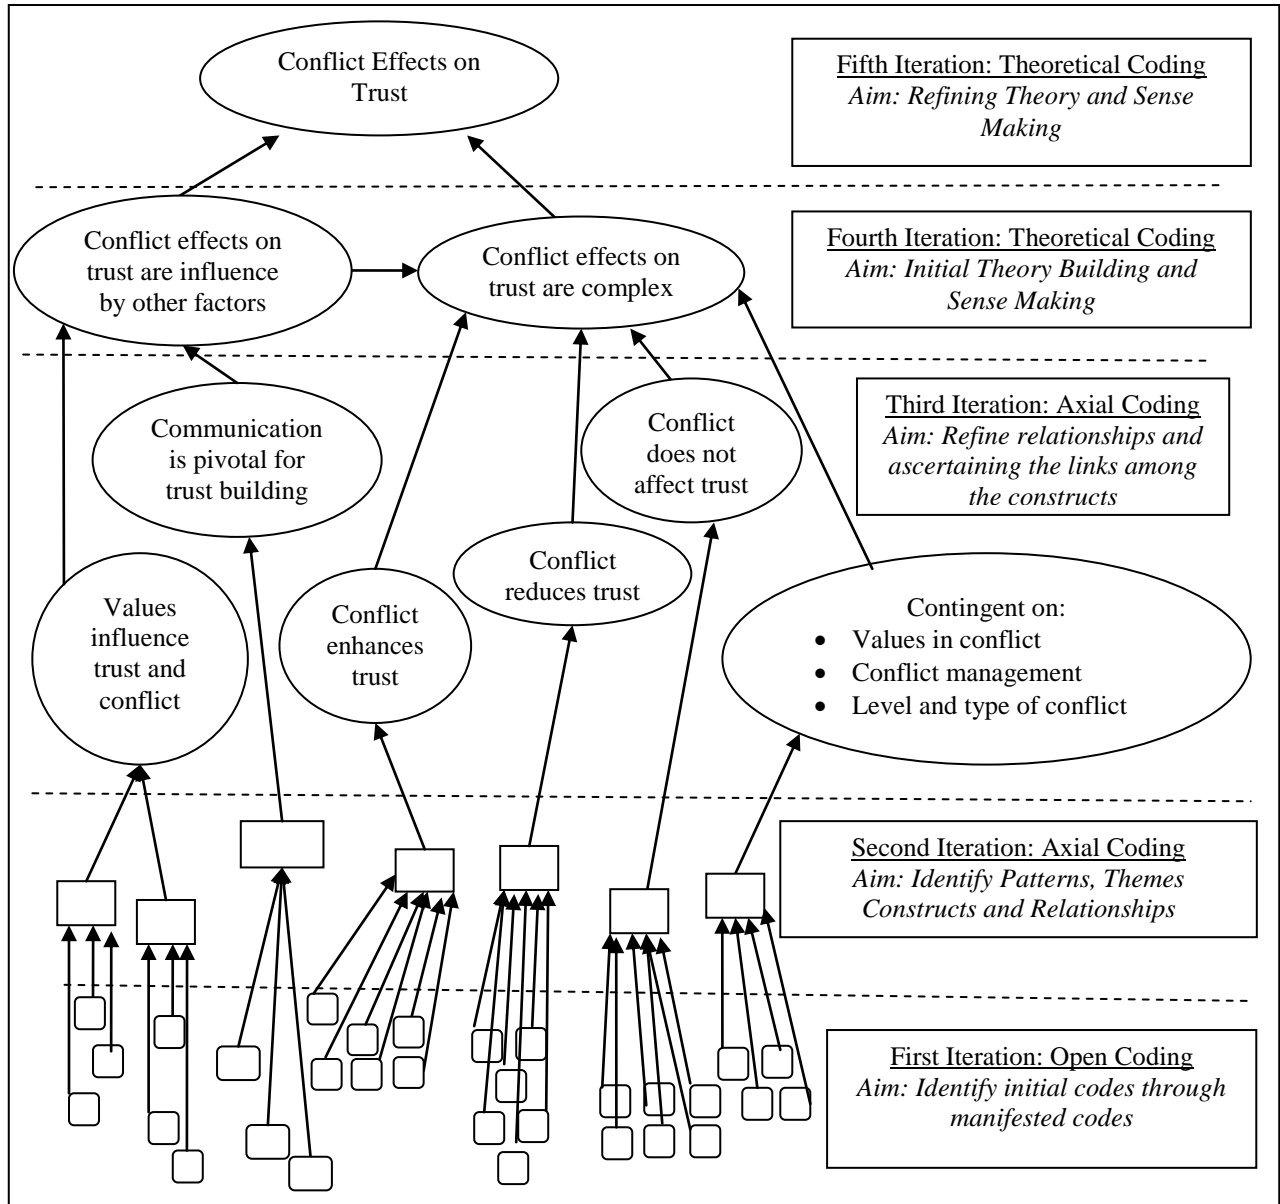 Conflict Effects on
Trust
Fifth Iteration: Theoretical Coding
Aim: Refining Theory and Sense
Making
Conflict effects on
trust are influence
by other factors
Conflict effects on
trust are complex
Fourth Iteration: Theoretical Coding
Aim: Initial Theory Building and
Sense Making
Communication
is pivotal for
trust building
Conflict
does not
affect trust
Third Iteration: Axial Coding
Aim: Refine relationships and
ascertaining the links among
the constructs
Values
influence
trust and
conflict
Conflict
enhances
trust
Conflict
reduces trust
Contingent on:
• Values in conflict
• Conflict management
• Level and type of conflict
Second Iteration: Axial Coding
Aim: Identify Patterns, Themes
Constructs and Relationships
First Iteration: Open Coding
Aim: Identify initial codes through
manifested codes